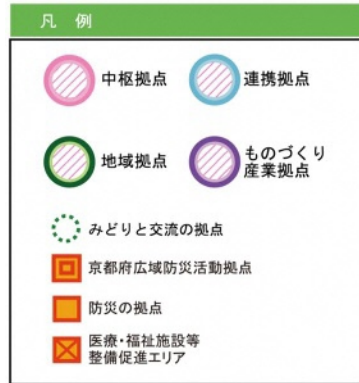 凡 例
中枢拠点
連携拠点
地域拠点
ものづくり
産業拠点
みどりと交流の拠点
京都府広域防災活動拠点
防災の拠点
医療・福祉施設等
整備促進エリア